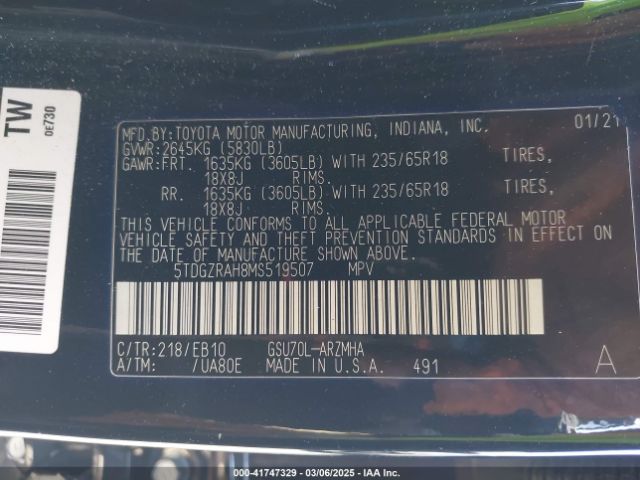 TW
0E730
MFD.BY:TOYOTA MOTOR MANUFACTURING, INDIANA, INC. 01/21
GVWR:2645KG (5830LB)
GAWR:FRT. 1635KG (3605LB) WITH 235/65R18 TIRES,
18X8J RIMS.
RR. 1635KG (3605LB) WITH 235/65R18 TIRES,
18X8J RIMS.
THIS VEHICLE CONFORMS TO ALL APPLICABLE FEDERAL MOTOR
VEHICLE SAFETY AND THEFT PREVENTION STANDARDS IN EFFECT ON
THE DATE OF MANUFACTURE SHOWN ABOVE.
5TDGZRAH8MS519507 MPV
C/TR:218/EB10 GSU70L-ARZMHA
A/TM: /UA80E MADE IN U.S.A. 491 A
000-41747329 - 03/06/2025 - IAA Inc.